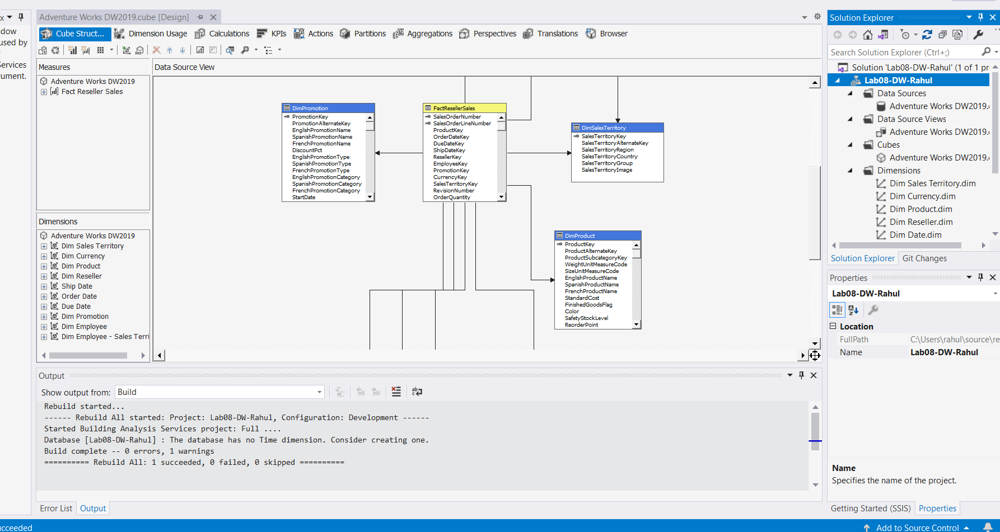 Adventure Works DW2019.cube [Design]
Cube Struct...
Dimension Usage
Calculations
KPIs
Actions
Partitions
Aggregations
Perspectives
Translations
Browser
dow
used by
ervices
ument.
Measures
Adventure Works DW2019
Fact Reseller Sales
Dimensions
Adventure Works DW2019
Dim Sales Territory
Dim Currency
Dim Product
Dim Reseller
Ship Date
Order Date
Due Date
Dim Promotion
Dim Employee
Dim Employee - Sales Terri
Data Source View
DimPromotion
PromotionKey
PromotionAlternateKey
EnglishPromotionName
SpanishPromotionName
FrenchPromotionName
DiscountPct
EnglishPromotionType
SpanishPromotionType
FrenchPromotionType
EnglishPromotionCategory
SpanishPromotionCategory
FrenchPromotionCategory
StartDate
FactResellerSales
SalesOrderNumber
SalesOrderLineNumber
ProductKey
OrderDateKey
DueDateKey
ShipDateKey
ResellerKey
EmployeeKey
PromotionKey
CurrencyKey
SalesTerritoryKey
RevisionNumber
OrderQuantity
DimSalesTerritory
SalesTerritoryKey
SalesTerritoryAlternateKey
SalesTerritoryRegion
SalesTerritoryCountry
SalesTerritoryGroup
SalesTerritoryImage
DimProduct
ProductKey
ProductAlternateKey
ProductSubcategoryKey
WeightUnitMeasureCode
SizeUnitMeasureCode
EnglishProductName
SpanishProductName
FrenchProductName
StandardCost
FinishedGoodsFlag
Color
SafetyStockLevel
ReorderPoint
Output
Show output from: Build
Rebuild started...
------ Rebuild All started: Project: Lab08-DW-Rahul, Configuration: Development ------
Started Building Analysis Services project: Full ....
Database [Lab08-DW-Rahul] : The database has no Time dimension. Consider creating one.
Build complete -- 0 errors, 1 warnings
========== Rebuild All: 1 succeeded, 0 failed, 0 skipped ==========
Error List
Output
Solution Explorer
Search Solution Explorer (Ctrl+;)
Solution 'Lab08-DW-Rahul' (1 of 1 pr
Lab08-DW-Rahul
Data Sources
Adventure Works DW2019.
Data Source Views
Adventure Works DW2019.
Cubes
Adventure Works DW2019.
Dimensions
Dim Sales Territory.dim
Dim Currency.dim
Dim Product.dim
Dim Reseller.dim
Dim Date.dim
Solution Explorer
Git Changes
Properties
Lab08-DW-Rahul
Location
FullPath C:\Users\rahul\source\re
Name Lab08-DW-Rahul
Name
Specifies the name of the project.
Getting Started (SSIS)
Properties
cceeded
Add to Source Control